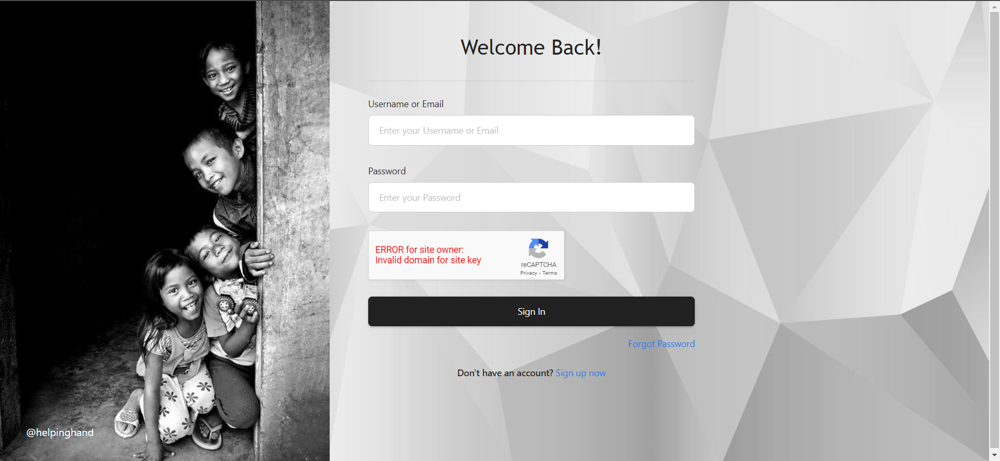 Welcome Back!
Username or Email
Enter your Username or Email
Password
Enter your Password
ERROR for site owner:
Invalid domain for site key
reCAPTCHA
Privacy - Terms
Sign In
Forgot Password
Don't have an account? Sign up now
@helpinghand